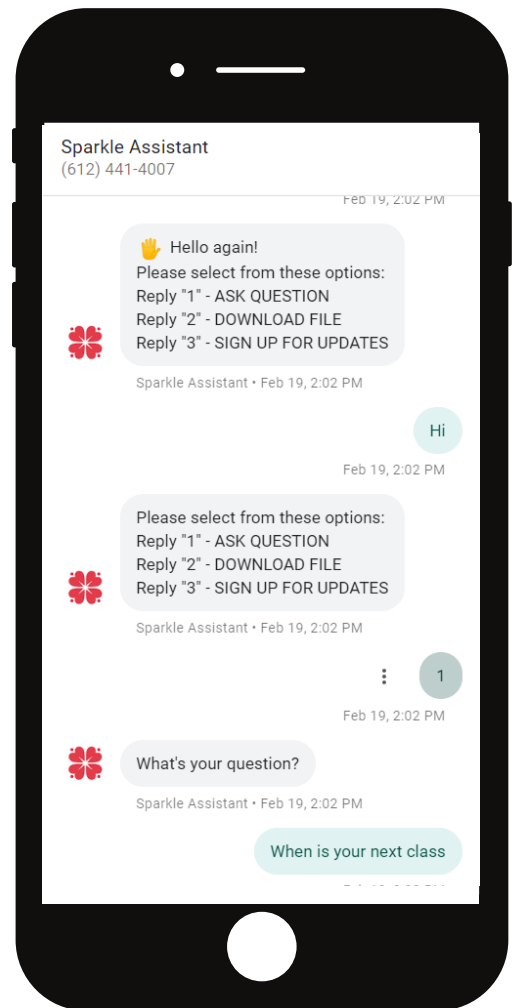 Sparkle Assistant
(612) 441-4007
Feb 19, 2:02 PM
🖐 Hello again!
Please select from these options:
Reply "1" - ASK QUESTION
Reply "2" - DOWNLOAD FILE
Reply "3" - SIGN UP FOR UPDATES
Sparkle Assistant • Feb 19, 2:02 PM
Hi
Feb 19, 2:02 PM
Please select from these options:
Reply "1" - ASK QUESTION
Reply "2" - DOWNLOAD FILE
Reply "3" - SIGN UP FOR UPDATES
Sparkle Assistant • Feb 19, 2:02 PM
1
Feb 19, 2:02 PM
What's your question?
Sparkle Assistant • Feb 19, 2:02 PM
When is your next class